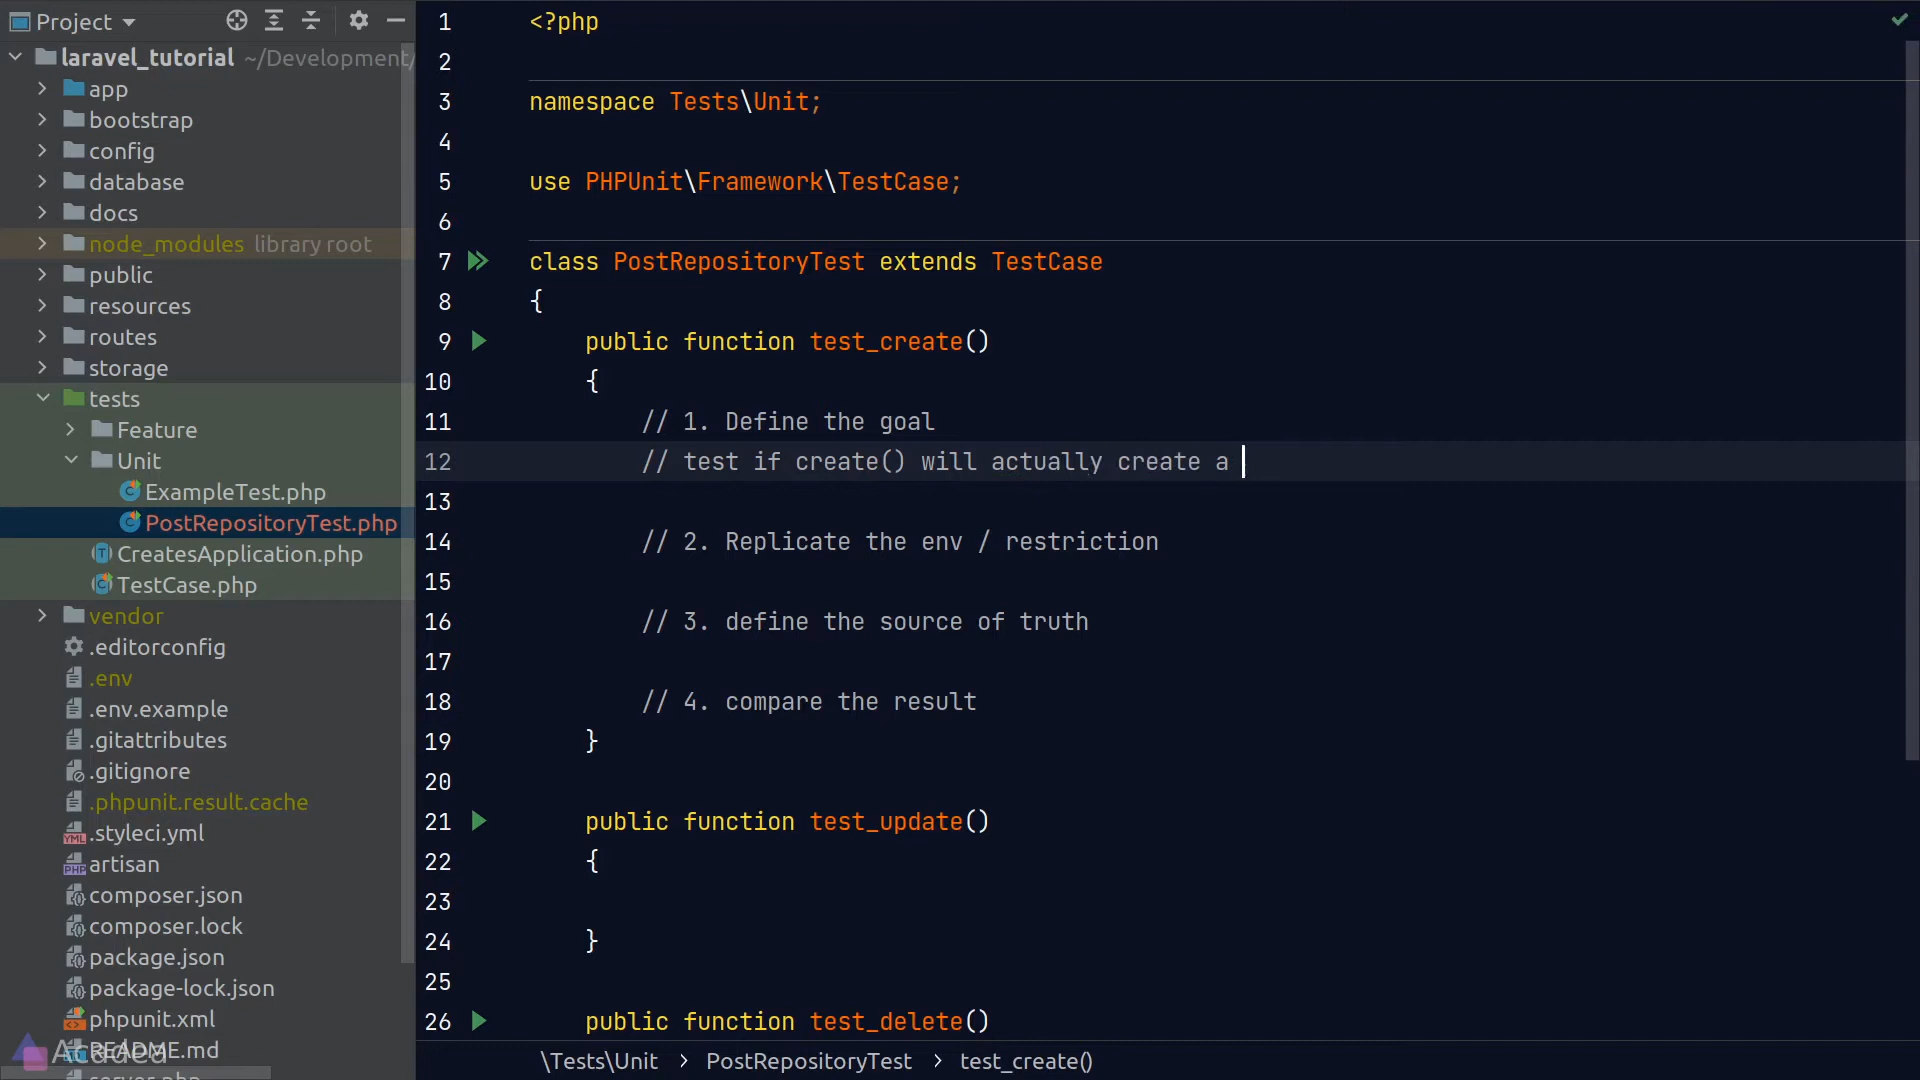 Project
laravel_tutorial ~/Development/
app
bootstrap
config
database
docs
node_modules library root
public
resources
routes
storage
tests
Feature
Unit
ExampleTest.php
PostRepositoryTest.php
CreatesApplication.php
TestCase.php
vendor
.editorconfig
.env
.env.example
.gitattributes
.gitignore
.phpunit.result.cache
.styleci.yml
artisan
composer.json
composer.lock
package.json
package-lock.json
phpunit.xml
README.md
server.php
Acadea
1 <?php
2
3 namespace Tests\Unit;
4
5 use PHPUnit\Framework\TestCase;
6
7 class PostRepositoryTest extends TestCase
8 {
9 public function test_create()
10 {
11 // 1. Define the goal
12 // test if create() will actually create a
13
14 // 2. Replicate the env / restriction
15
16 // 3. define the source of truth
17
18 // 4. compare the result
19 }
20
21 public function test_update()
22 {
23
24 }
25
26 public function test_delete()
\Tests\Unit > PostRepositoryTest > test_create()